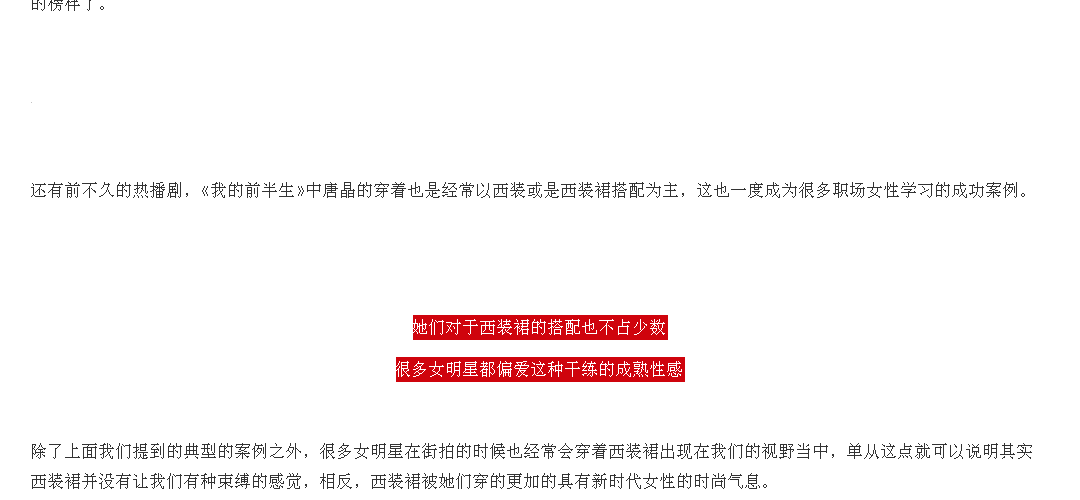 的榜样了。
还有前不久的热播剧，《我的前半生》中唐晶的穿着也是经常以西装或是西装裙搭配为主，这也一度成为很多职场女性学习的成功案例。
她们对于西装裙的搭配也不占少数
很多女明星都偏爱这种干练的成熟性感
除了上面我们提到的典型的案例之外，很多女明星在街拍的时候也经常会穿着西装裙出现在我们的视野当中，单从这点就可以说明其实
西装裙并没有让我们有种束缚的感觉，相反，西装裙被她们穿的更加的具有新时代女性的时尚气息。